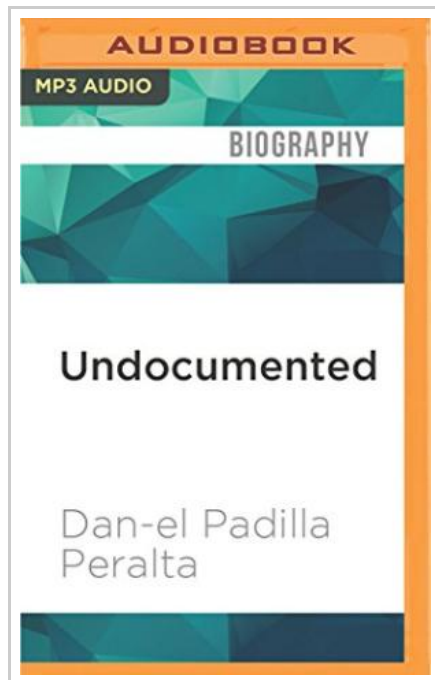 AUDIOBOOK
MP3 AUDIO
BIOGRAPHY
Undocumented
Dan-el Padilla
Peralta